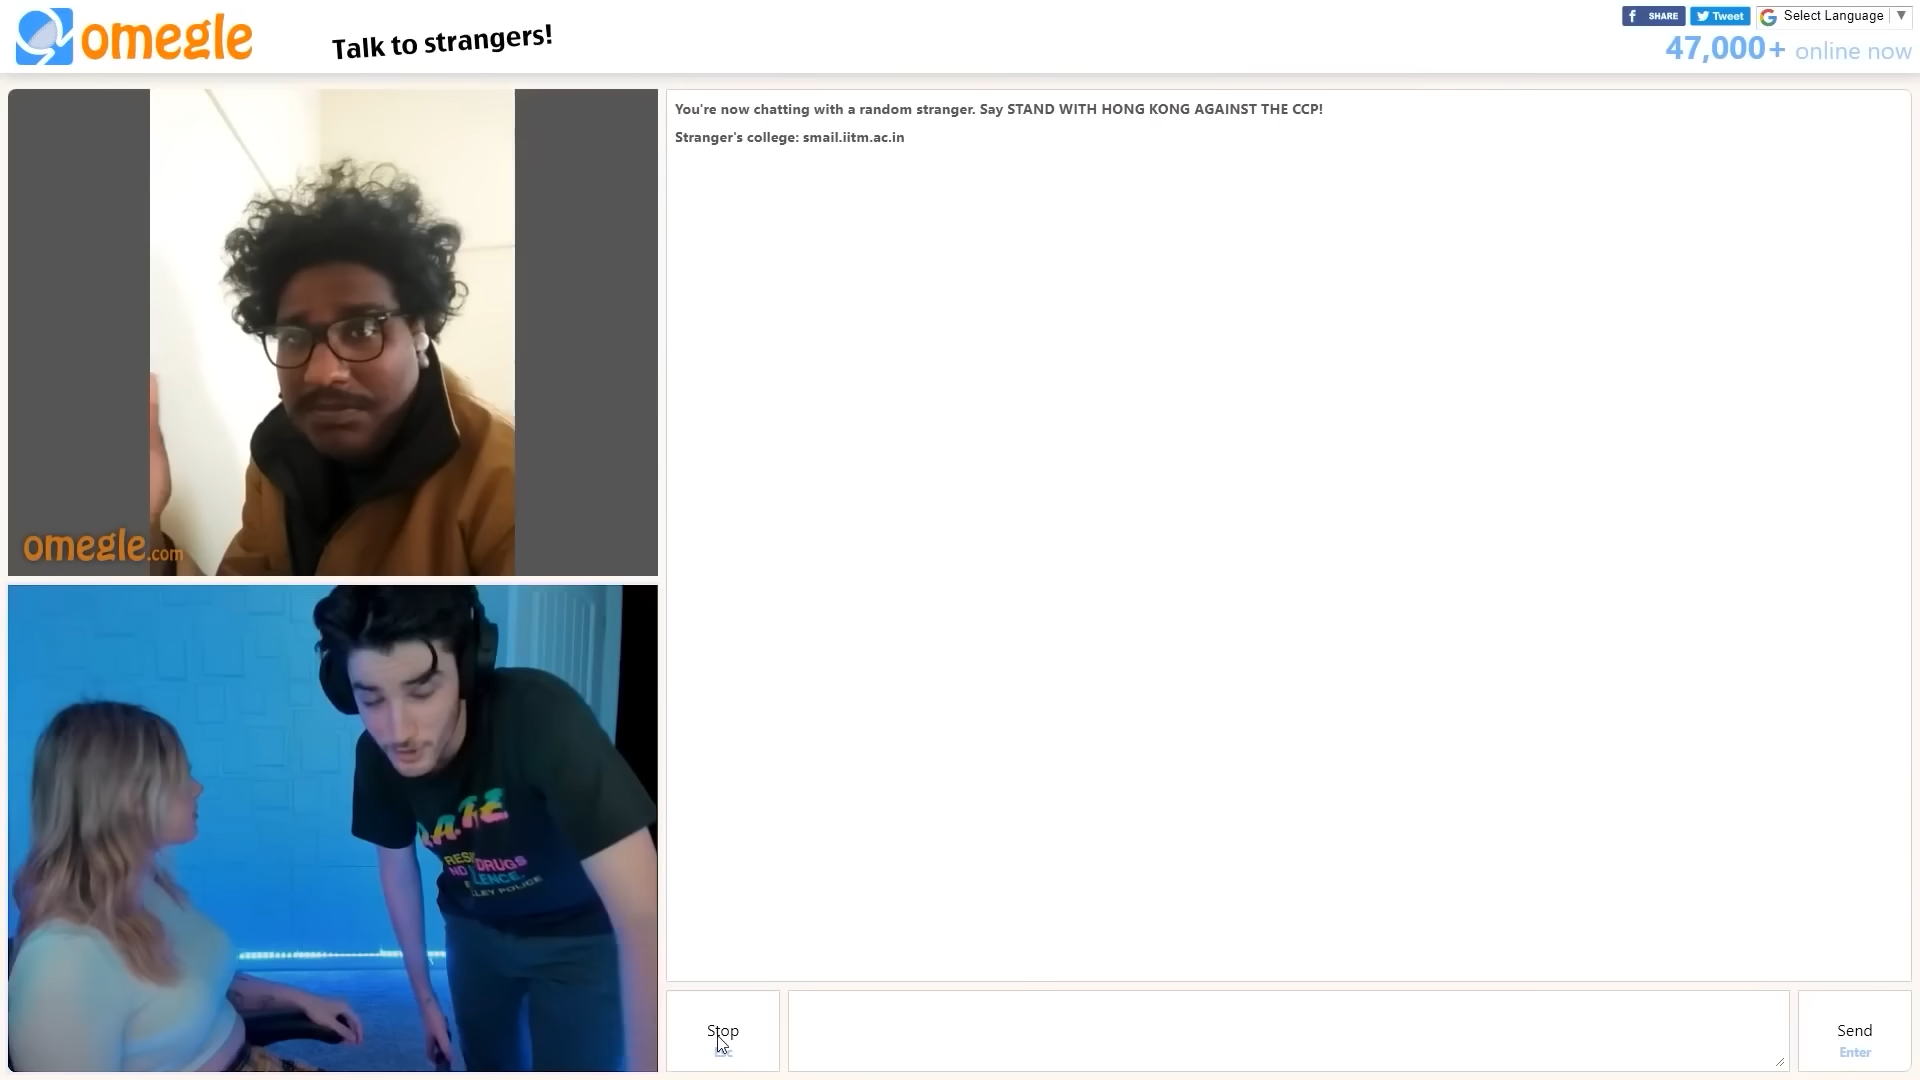 omegle
Talk to strangers!
SHARE
Tweet
Select Language
47,000+ online now
You're now chatting with a random stranger. Say STAND WITH HONG KONG AGAINST THE CCP!
Stranger's college: smail.iitm.ac.in
omegle.com
DRUGS
POLICE
Stop
Send
Enter